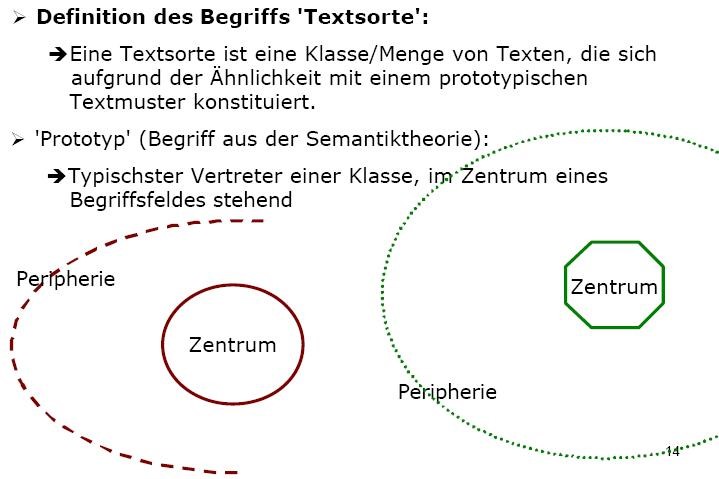 Definition des Begriffs 'Textsorte':
Eine Textsorte ist eine Klasse/Menge von Texten, die sich
aufgrund der Ähnlichkeit mit einem prototypischen
Textmuster konstituiert.
'Prototyp' (Begriff aus der Semantiktheorie):
Typischster Vertreter einer Klasse, im Zentrum eines
Begriffsfeldes stehend
Peripherie
Zentrum
Zentrum
Peripherie
14